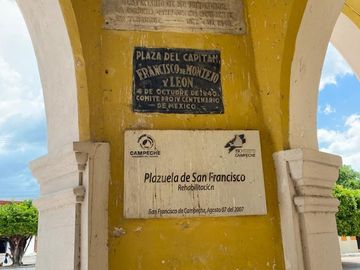 PLAZA DEL CAPITAN,
FRANCISCO DE MONTEJO
Y LEON
4 DE OCTUBRE DE 1940
COMITE PRO IV CENTENARIO
DE MEXICO
CAMPECHE
CAMPECHE
Plazuela de San Francisco
Rehabilitación
San Francisco de Campeche, Agosto 07 del 2007